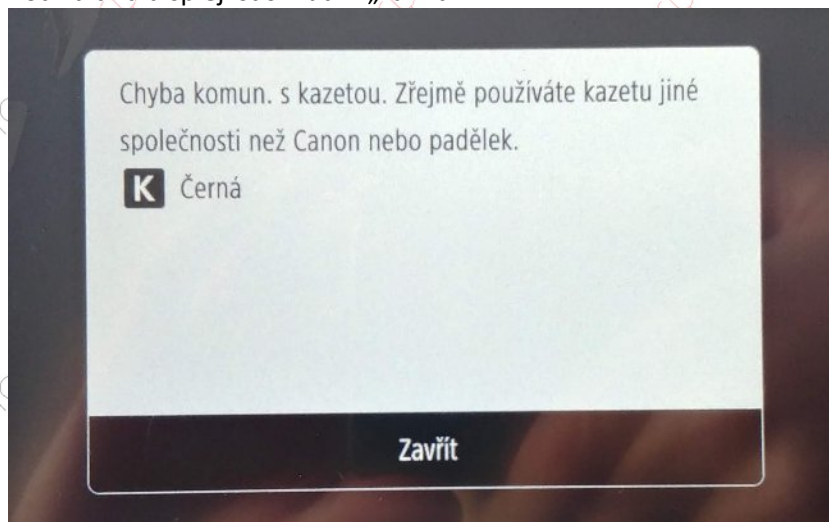 Chyba komun. s kazetou. Zřejmě používáte kazetu jiné
společnosti než Canon nebo padělek.
K Černá
Zavřít